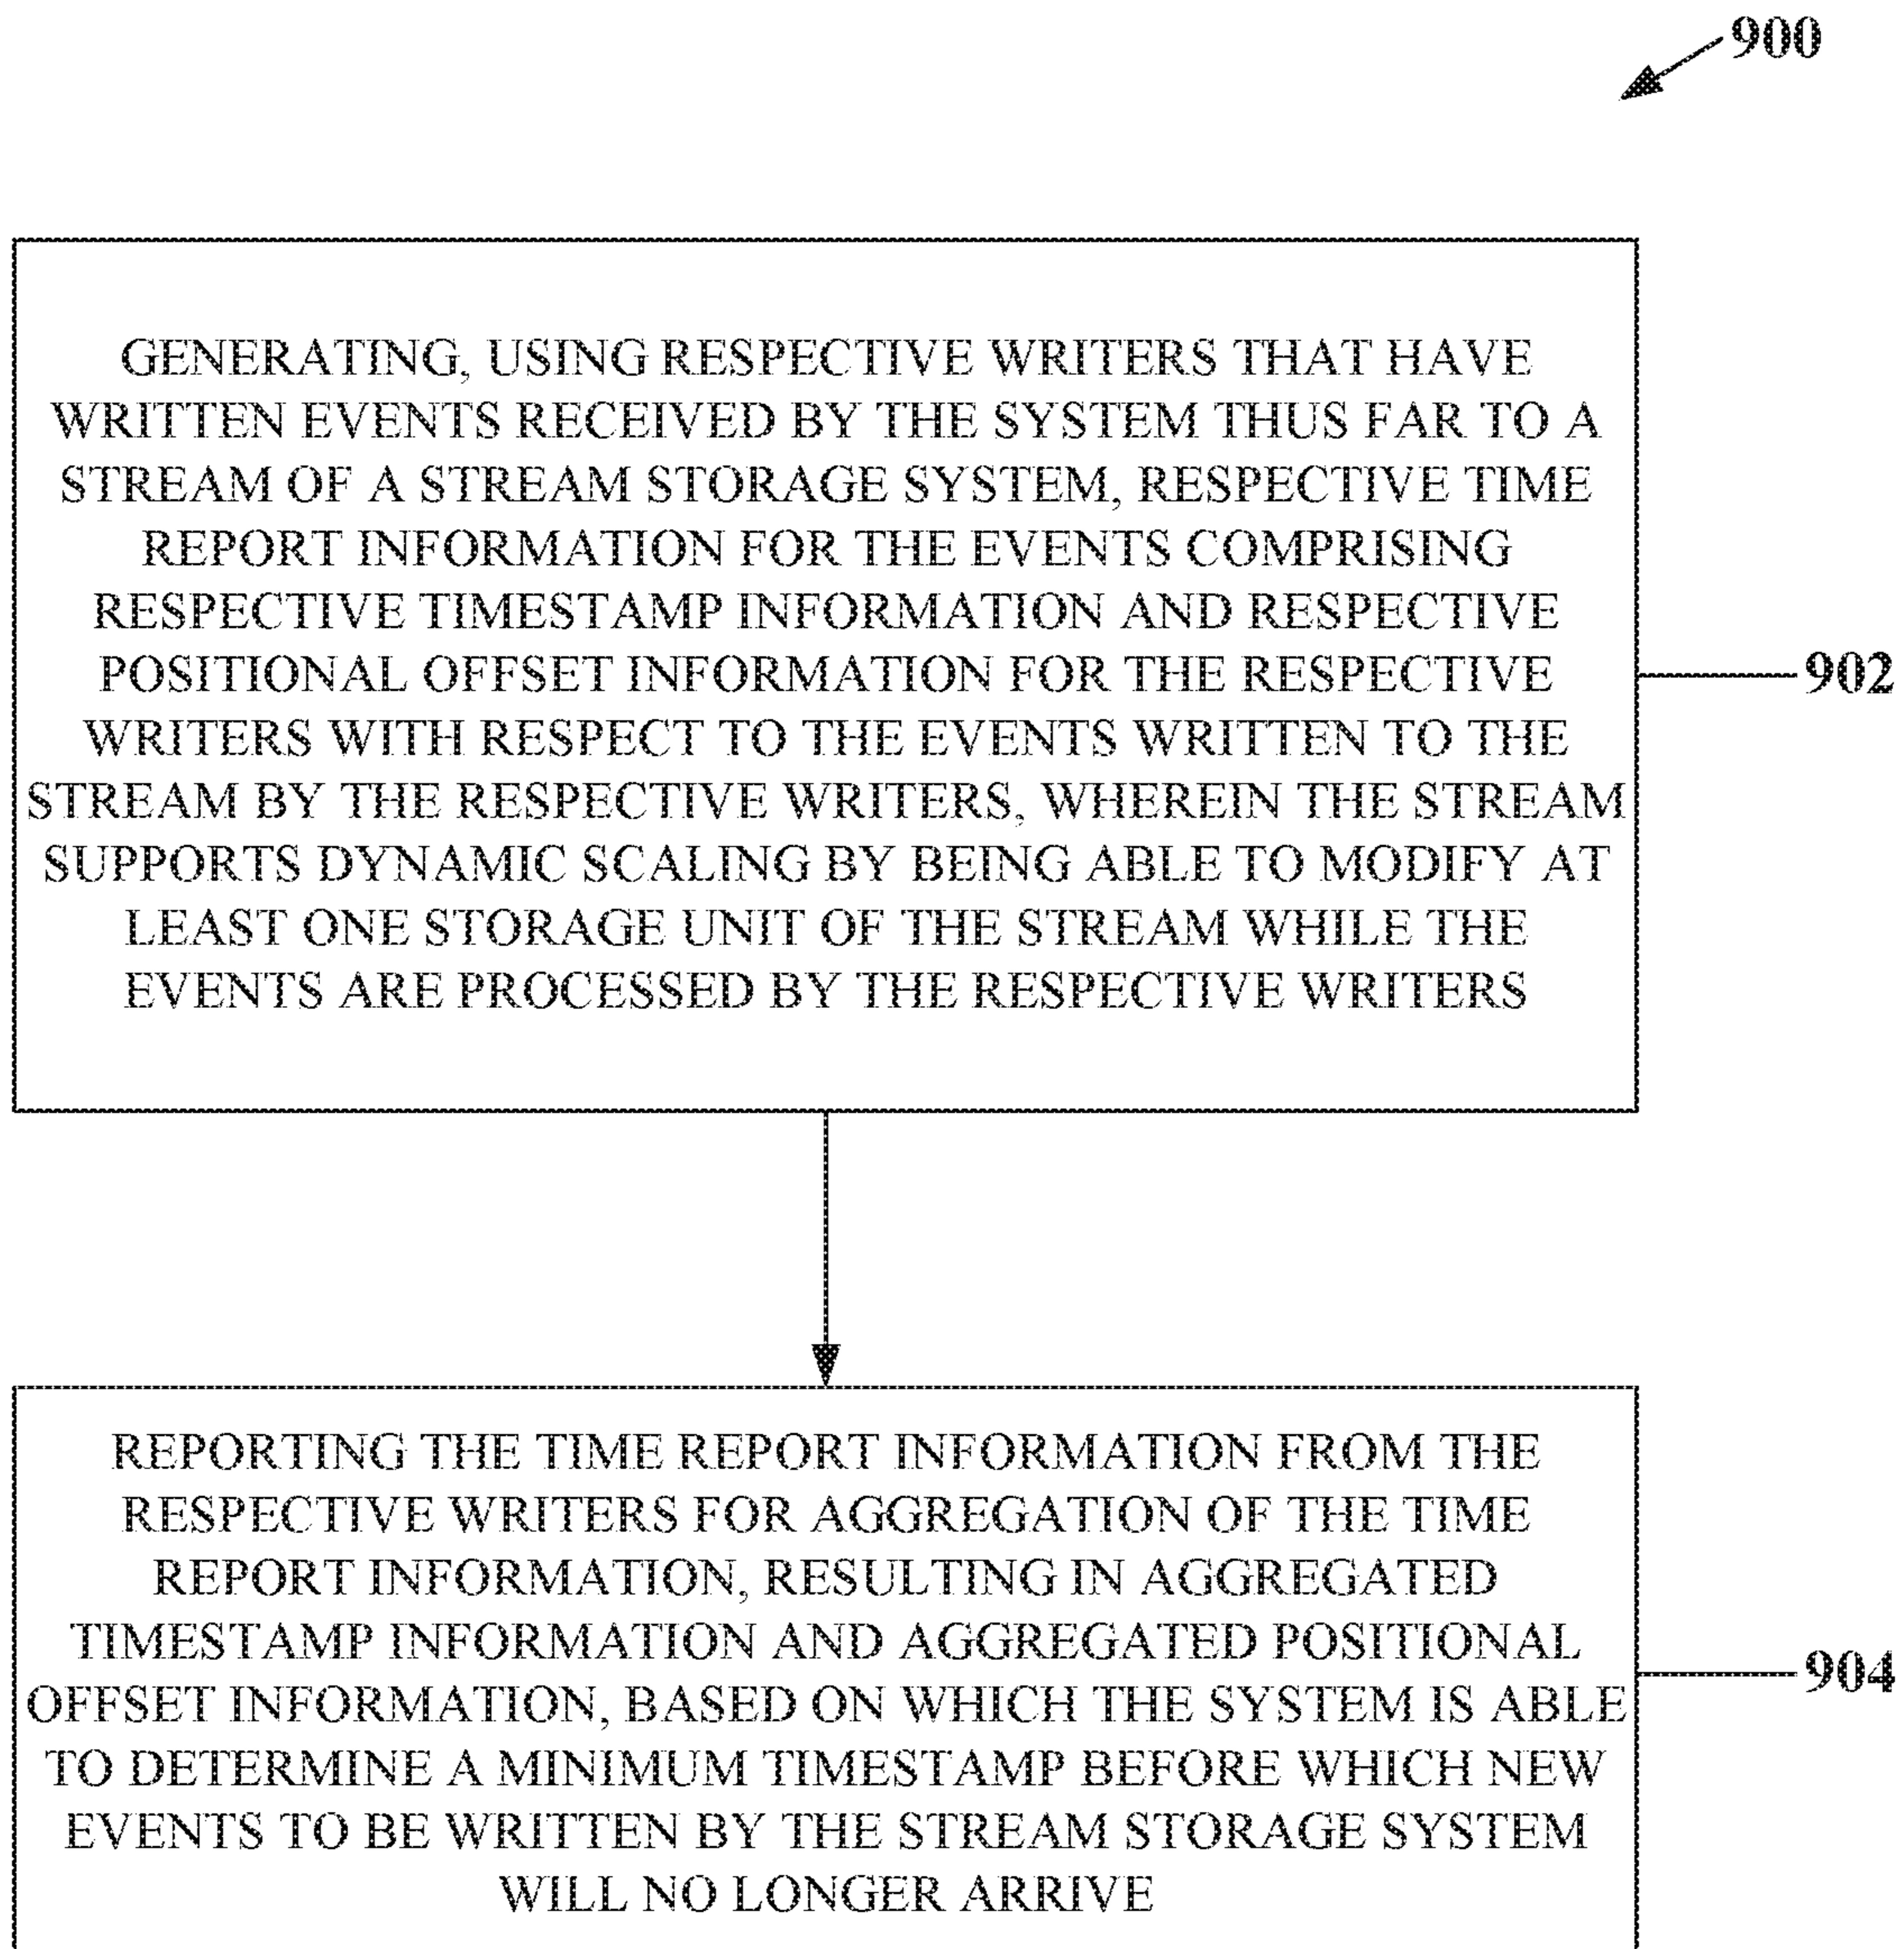 900
GENERATING, USING RESPECTIVE WRITERS THAT HAVE
WRITTEN EVENTS RECEIVED BY THE SYSTEM THUS FAR TO A
STREAM OF A STREAM STORAGE SYSTEM, RESPECTIVE TIME
REPORT INFORMATION FOR THE EVENTS COMPRISING
RESPECTIVE TIMESTAMP INFORMATION AND RESPECTIVE
POSITIONAL OFFSET INFORMATION FOR THE RESPECTIVE
WRITERS WITH RESPECT TO THE EVENTS WRITTEN TO THE
STREAM BY THE RESPECTIVE WRITERS, WHEREIN THE STREAM
SUPPORTS DYNAMIC SCALING BY BEING ABLE TO MODIFY AT
LEAST ONE STORAGE UNIT OF THE STREAM WHILE THE
EVENTS ARE PROCESSED BY THE RESPECTIVE WRITERS
902
REPORTING THE TIME REPORT INFORMATION FROM THE
RESPECTIVE WRITERS FOR AGGREGATION OF THE TIME
REPORT INFORMATION, RESULTING IN AGGREGATED
TIMESTAMP INFORMATION AND AGGREGATED POSITIONAL
OFFSET INFORMATION, BASED ON WHICH THE SYSTEM IS ABLE
TO DETERMINE A MINIMUM TIMESTAMP BEFORE WHICH NEW
EVENTS TO BE WRITTEN BY THE STREAM STORAGE SYSTEM
WILL NO LONGER ARRIVE
904